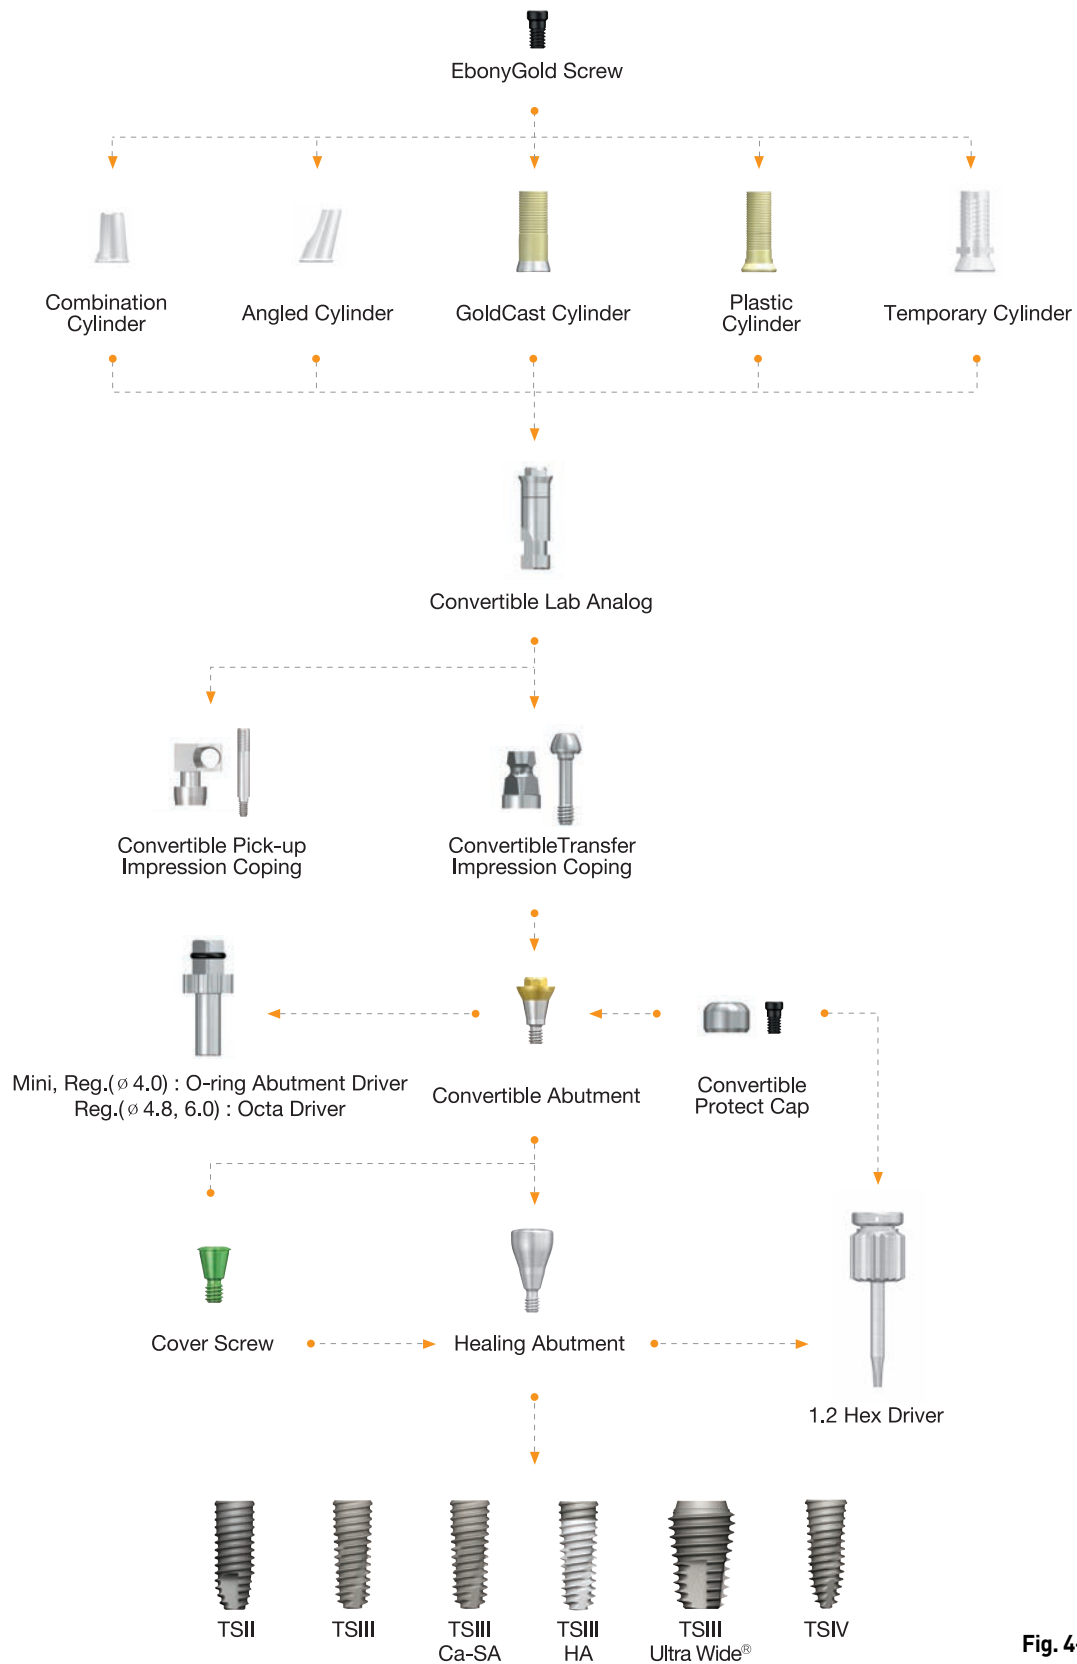 EbonyGold Screw
Combination
Cylinder
Angled Cylinder
GoldCast Cylinder
Plastic
Cylinder
Temporary Cylinder
Convertible Lab Analog
Convertible Pick-up
Impression Coping
ConvertibleTransfer
Impression Coping
Mini, Reg.(ø 4.0) : O-ring Abutment Driver
Reg.(ø 4.8, 6.0) : Octa Driver
Convertible Abutment
Convertible
Protect Cap
Cover Screw
Healing Abutment
1.2 Hex Driver
TSII
TSIII
TSIII
Ca-SA
TSIII
HA
TSIII
Ultra Wide®
TSIV
Fig. 4-